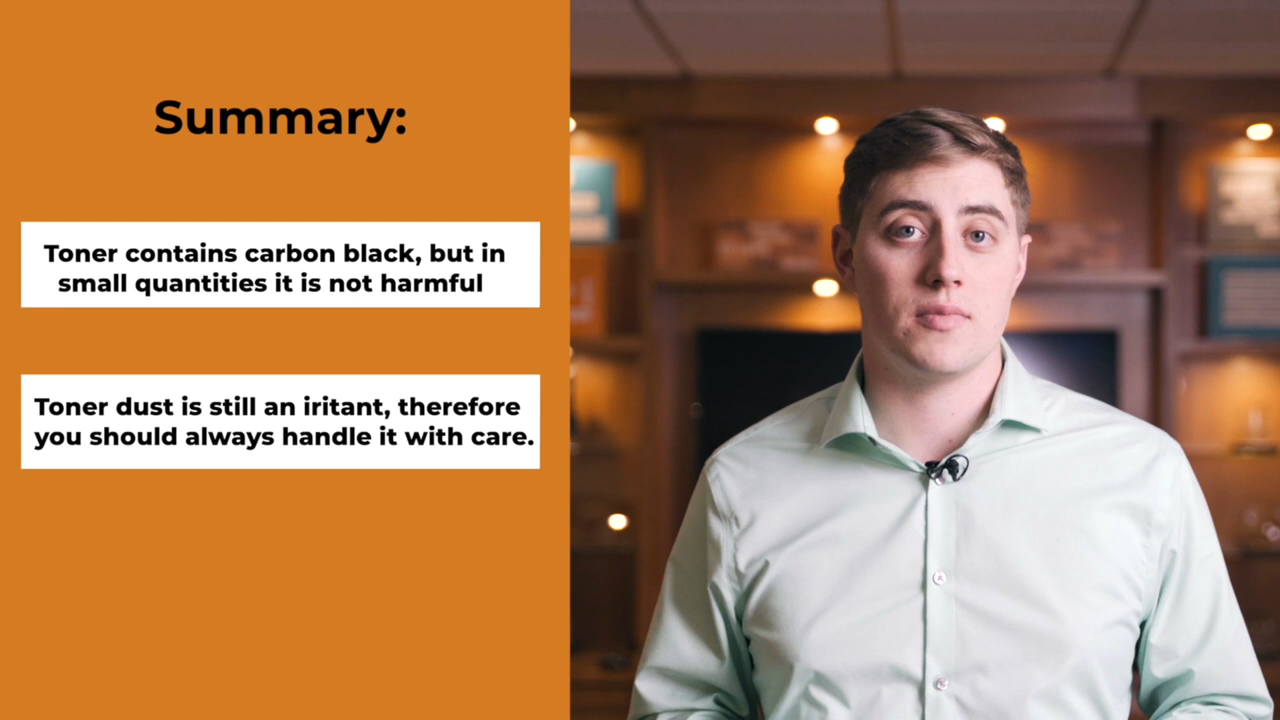 Summary:
Toner contains carbon black, but in
small quantities it is not harmful
Toner dust is still an iritant, therefore
you should always handle it with care.